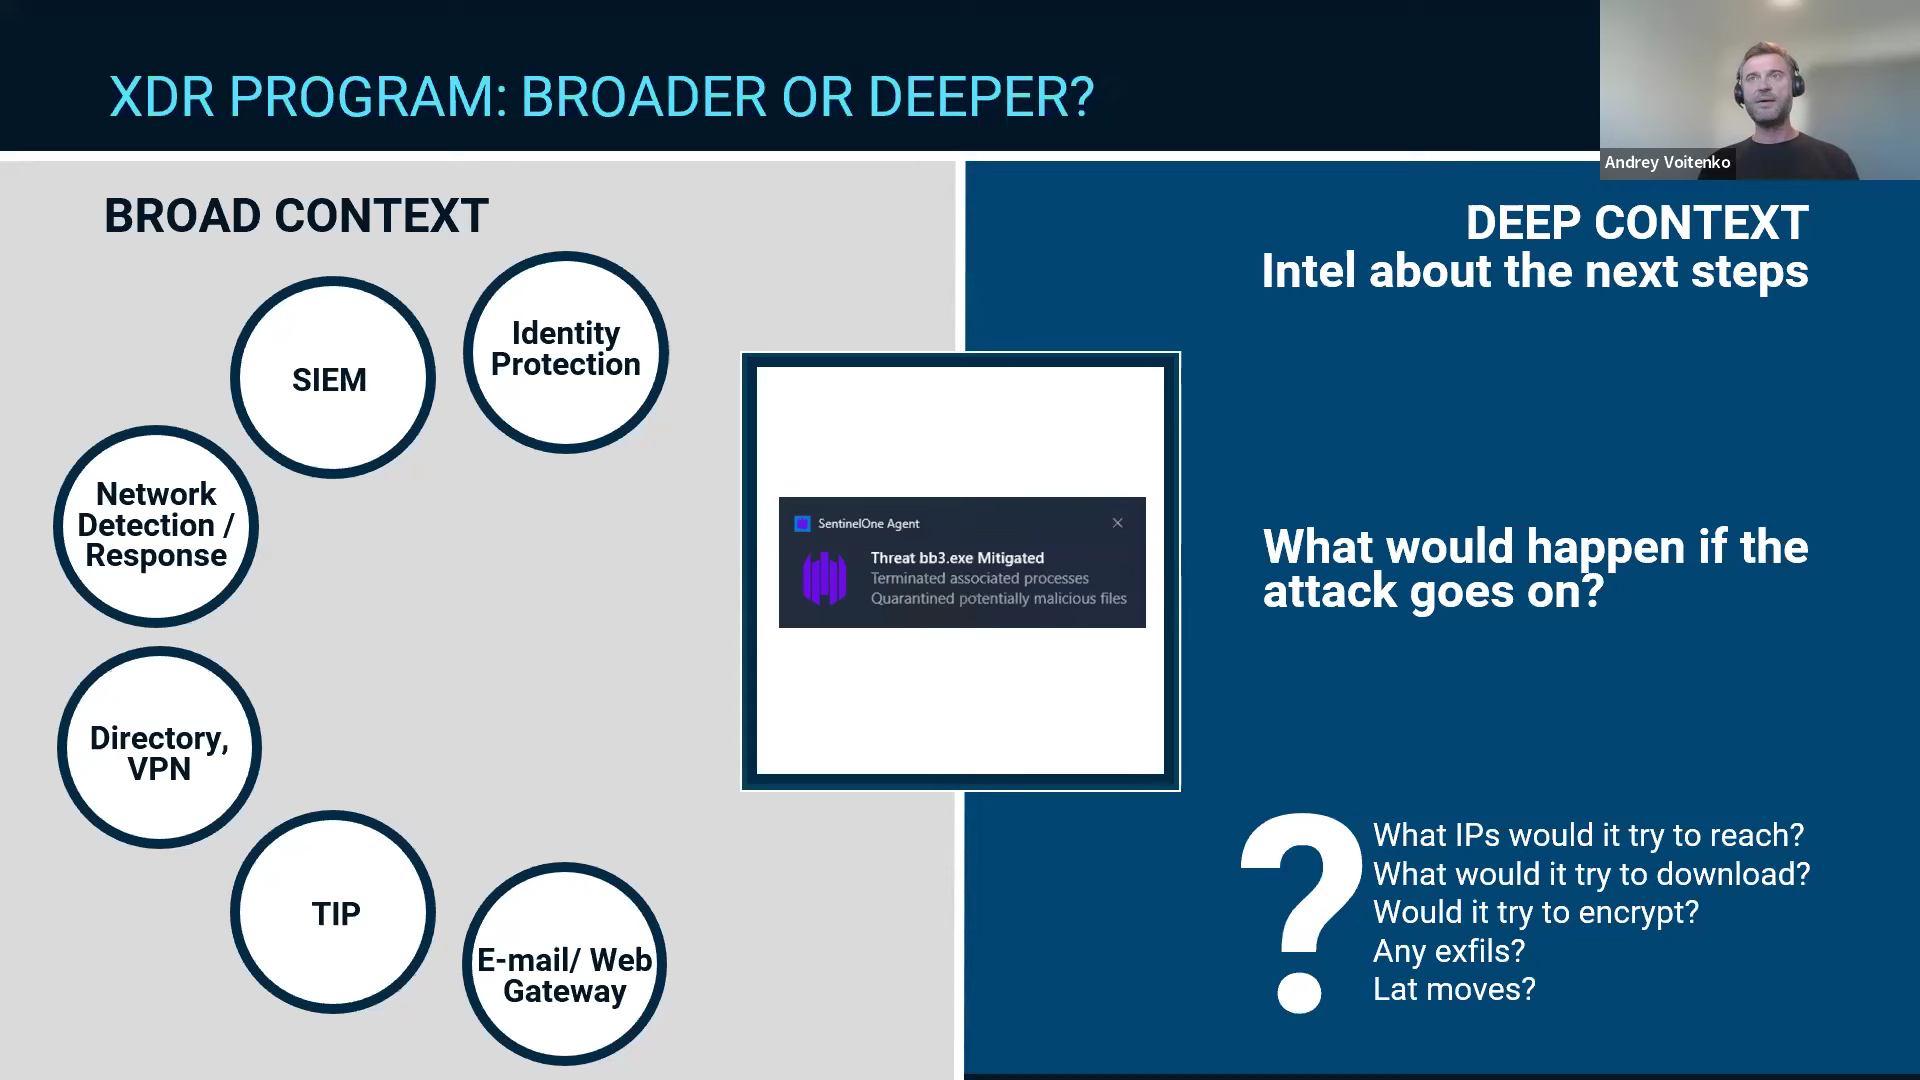 XDR PROGRAM: BROADER OR DEEPER?
Andrey Voitenko
BROAD CONTEXT
SIEM
Identity
Protection
Network
Detection /
Response
Directory,
VPN
TIP
E-mail/ Web
Gateway
SentinelOne Agent
Threat bb3.exe Mitigated
Terminated associated processes
Quarantined potentially malicious files
DEEP CONTEXT
Intel about the next steps
What would happen if the
attack goes on?
?
What IPs would it try to reach?
What would it try to download?
Would it try to encrypt?
Any exfils?
Lat moves?